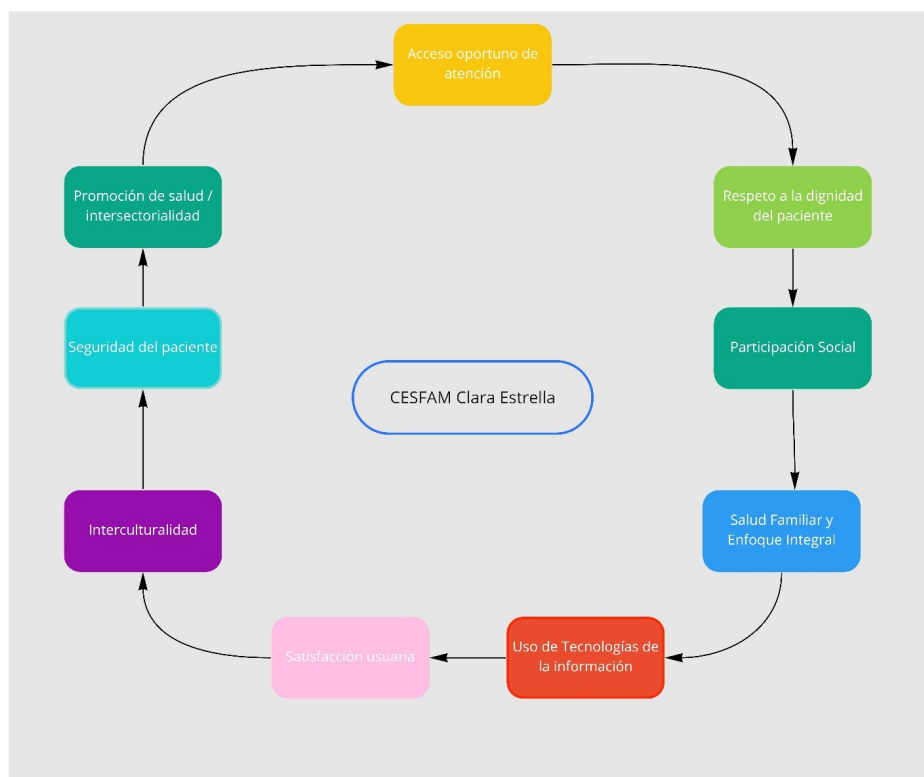 Acceso oportuno de
atención
Respeto a la dignidad
del paciente
Participación Social
Salud Familiar y
Enfoque Integral
Uso de Tecnologías de
la información
Satisfacción usuaria
Interculturalidad
Seguridad del paciente
Promoción de salud /
intersectorialidad
CESFAM Clara Estrella